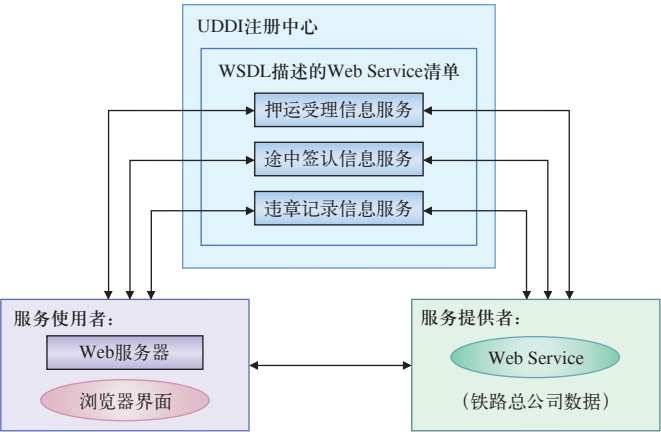 UDDI注册中心
WSDL描述的Web Service清单
押运受理信息服务
途中签认信息服务
违章记录信息服务
服务使用者：
Web服务器
浏览器界面
服务提供者：
Web Service
（铁路总公司数据）